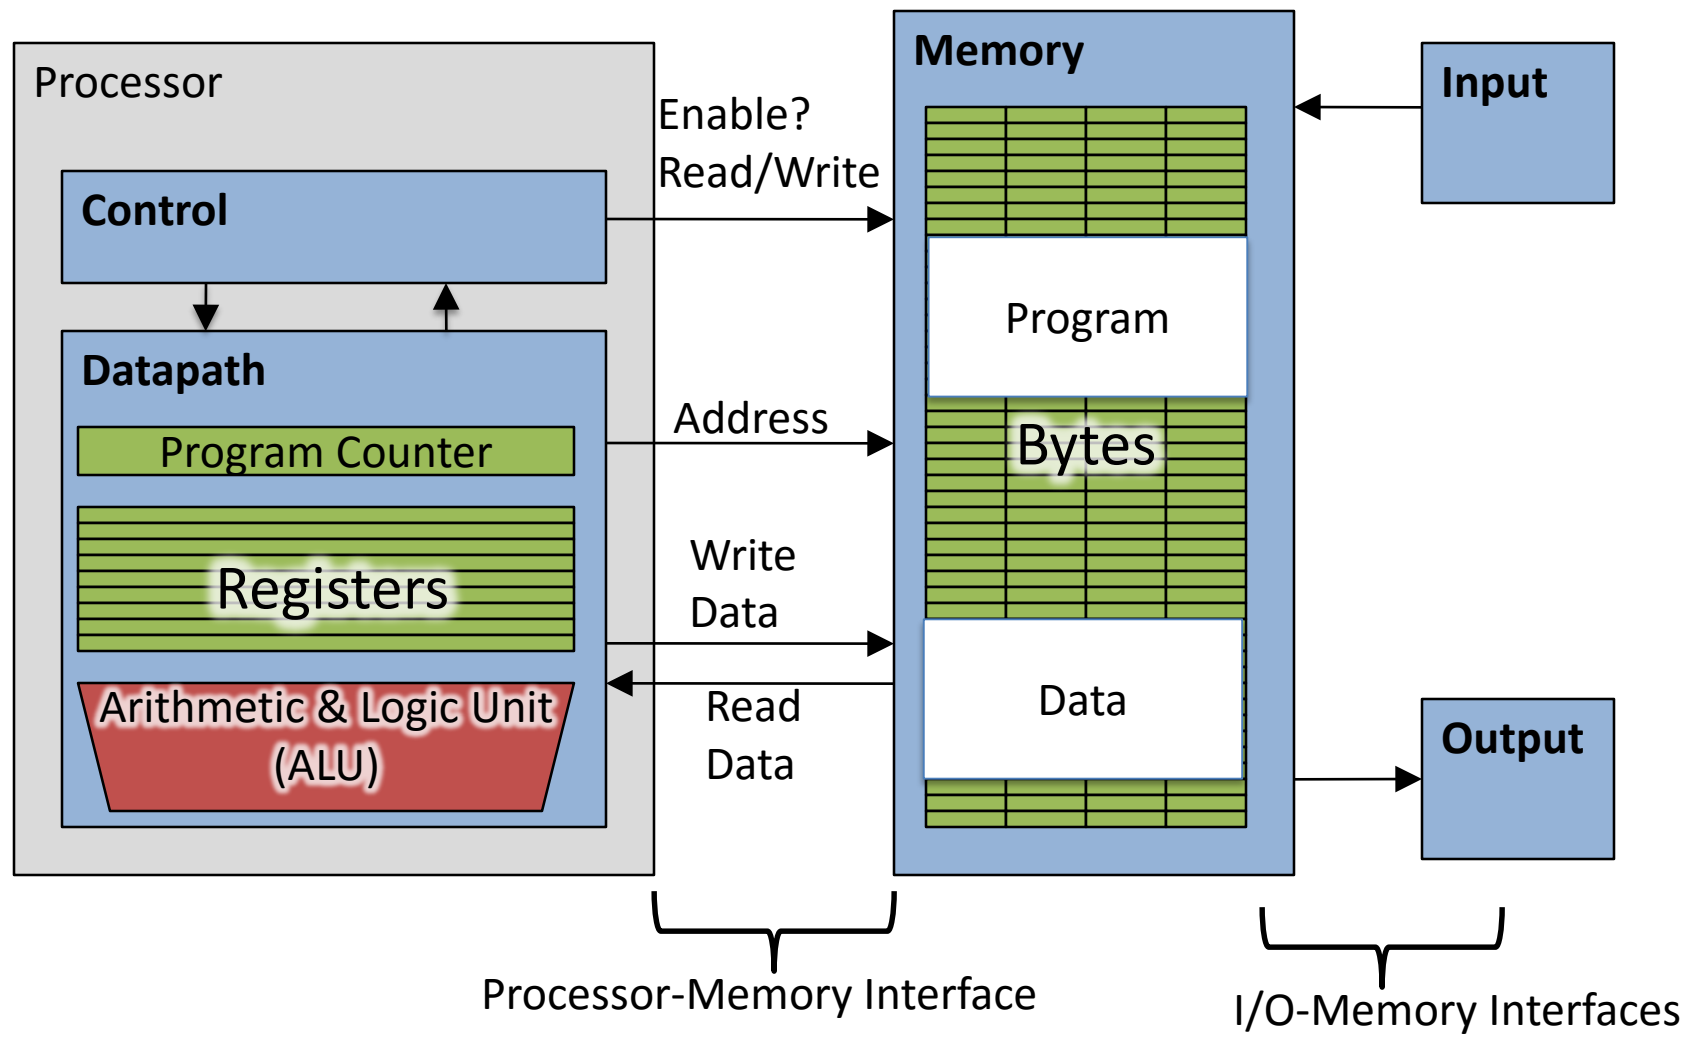 Processor
Control
Datapath
Program Counter
Registers
Arithmetic & Logic Unit
(ALU)
Enable?
Read/Write
Address
Write
Data
Read
Data
Processor-Memory Interface
Memory
Program
Bytes
Data
Input
Output
I/O-Memory Interfaces